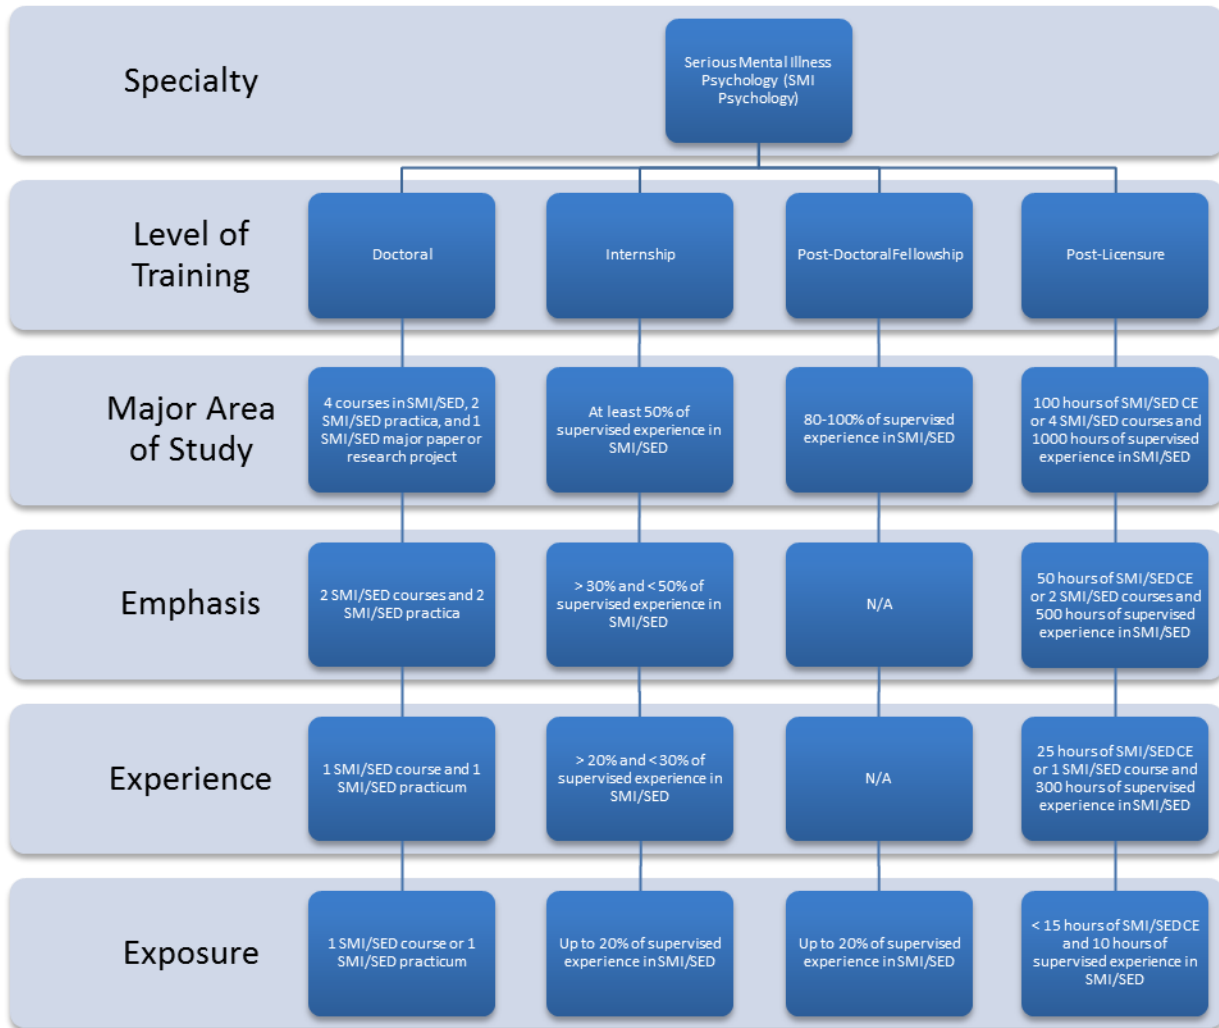 Specialty
Serious Mental Illness
Psychology (SMI
Psychology)
Level of
Training
Doctoral
Internship
Post-Doctoral Fellowship
Post-Licensure
Major Area
of Study
4 courses in SMI/SED, 2
SMI/SED practica, and 1
SMI/SED major paper or
research project
At least 50% of
supervised experience in
SMI/SED
80-100% of supervised
experience in SMI/SED
100 hours of SMI/SED CE
or 4 SMI/SED courses and
1000 hours of supervised
experience in SMI/SED
Emphasis
2 SMI/SED courses and 2
SMI/SED practica
> 30% and < 50% of
supervised experience in
SMI/SED
N/A
50 hours of SMI/SED CE
or 2 SMI/SED courses and
500 hours of supervised
experience in SMI/SED
Experience
1 SMI/SED course and 1
SMI/SED practicum
> 20% and <30% of
supervised experience in
SMI/SED
N/A
25 hours of SMI/SED CE
or 1 SMI/SED course and
300 hours of supervised
experience in SMI/SED
Exposure
1 SMI/SED course or 1
SMI/SED practicum
Up to 20% of supervised
experience in SMI/SED
Up to 20% of supervised
experience in SMI/SED
< 15 hours of SMI/SED CE
and 10 hours of
supervised experience in
SMI/SED